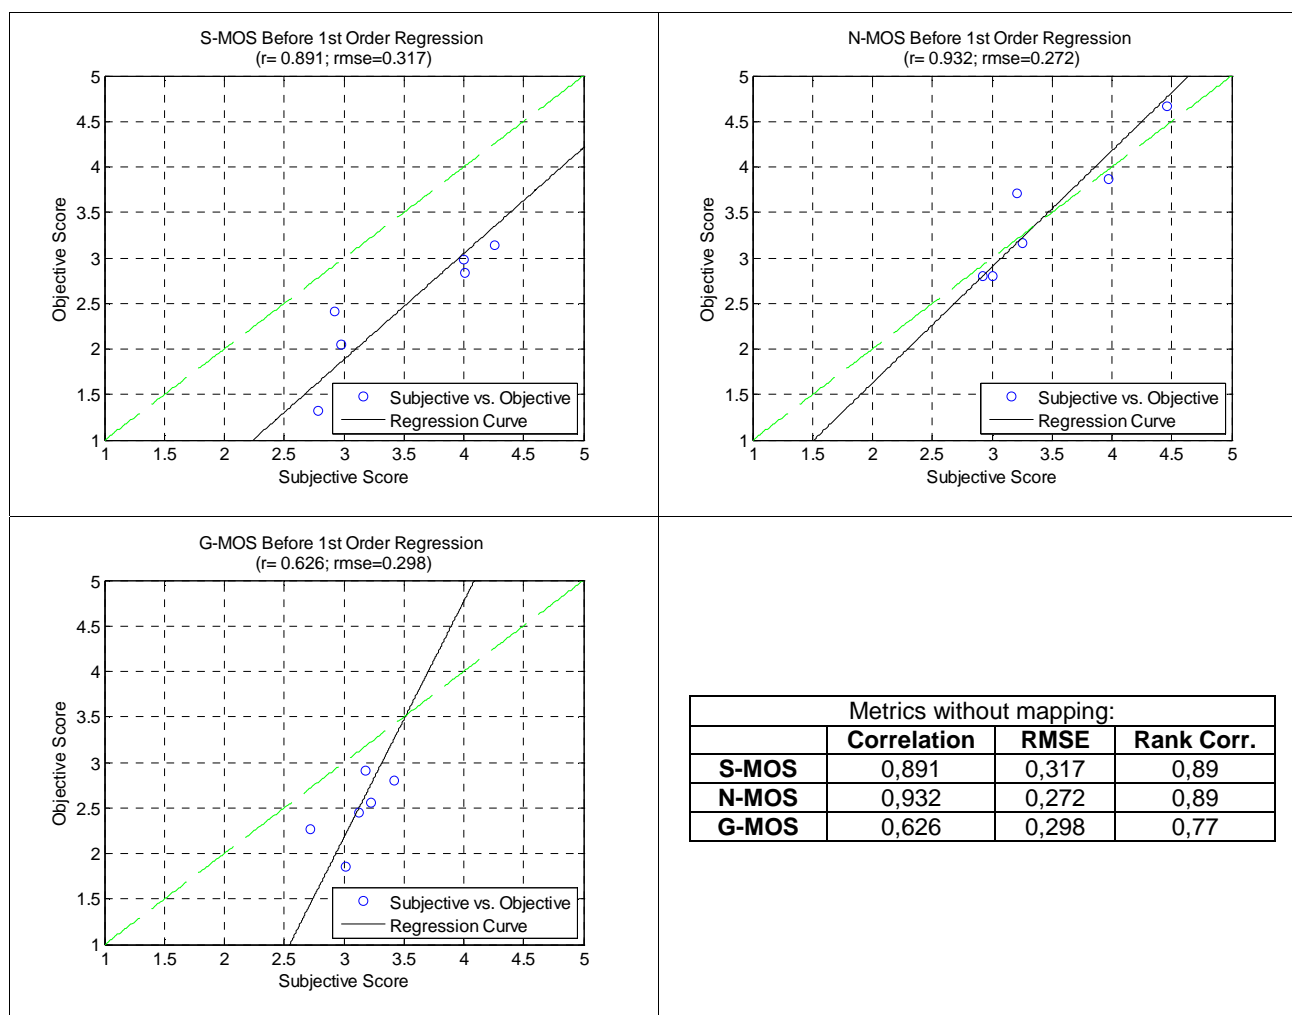 S-MOS Before 1st Order Regression
(r= 0.891; rmse=0.317)
5
4.5
4
3.5
3
2.5
2
1.5
1
Objective Score
1 1.5 2 2.5 3 3.5 4 4.5 5
Subjective Score
Subjective vs. Objective
Regression Curve
N-MOS Before 1st Order Regression
(r= 0.932; rmse=0.272)
5
4.5
4
3.5
3
2.5
2
1.5
1
Objective Score
1 1.5 2 2.5 3 3.5 4 4.5 5
Subjective Score
Subjective vs. Objective
Regression Curve
G-MOS Before 1st Order Regression
(r= 0.626; rmse=0.298)
5
4.5
4
3.5
3
2.5
2
1.5
1
Objective Score
1 1.5 2 2.5 3 3.5 4 4.5 5
Subjective Score
Subjective vs. Objective
Regression Curve
Metrics without mapping:
Correlation RMSE Rank Corr.
S-MOS 0,891 0,317 0,89
N-MOS 0,932 0,272 0,89
G-MOS 0,626 0,298 0,77